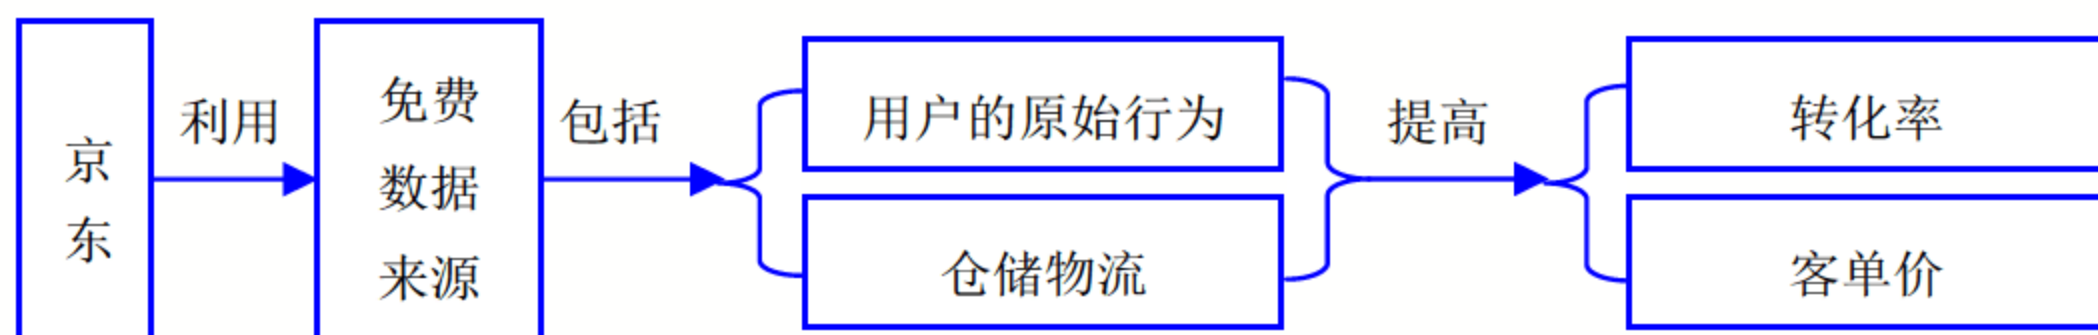 京
东
利用
免费
数据
来源
包括
用户的原始行为
仓储物流
提高
转化率
客单价